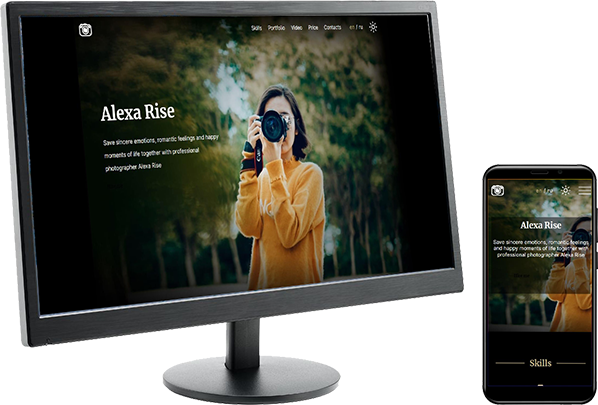 Skills Portfolio Video Price Contacts en | ru
Alexa Rise
Save sincere emotions, romantic feelings and happy
moments of life together with professional
photographer Alexa Rise
en | ru
Alexa Rise
Save sincere emotions, romantic feelings
and happy moments of life together with
professional photographer Alexa Rise
Skills